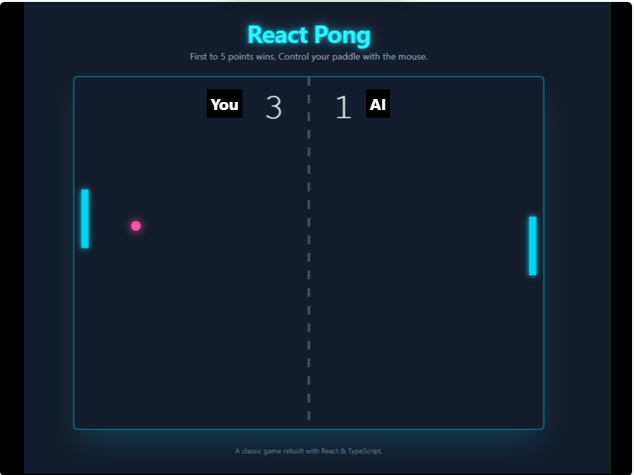 React Pong
First to 5 points wins. Control your paddle with the mouse.
You 3 1 AI
A classic game rebuilt with React & TypeScript.